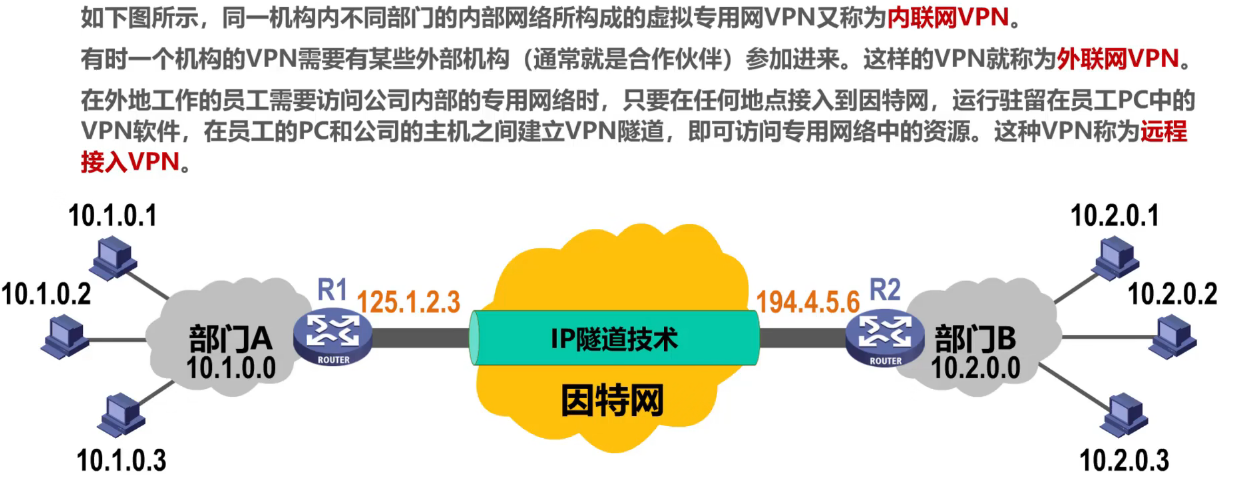 如下图所示，同一机构内不同部门的内部网络所构成的虚拟专用网VPN又称为内联网VPN。
有时一个机构的VPN需要有某些外部机构（通常就是合作伙伴）参加进来。这样的VPN就称为外联网VPN。
在外地工作的员工需要访问公司内部的专用网络时，只要在任何地点接入到因特网，运行驻留在员工PC中的
VPN软件，在员工的PC和公司的主机之间建立VPN隧道，即可访问专用网络中的资源。这种VPN称为远程
接入VPN。
10.1.0.1
10.2.0.1
10.1.0.2
R1
125.1.2.3
194.4.5.6
R2
10.2.0.2
部门A
10.1.0.0
ROUTER
IP隧道技术
ROUTER
部门B
10.2.0.0
因特网
10.1.0.3
10.2.0.3